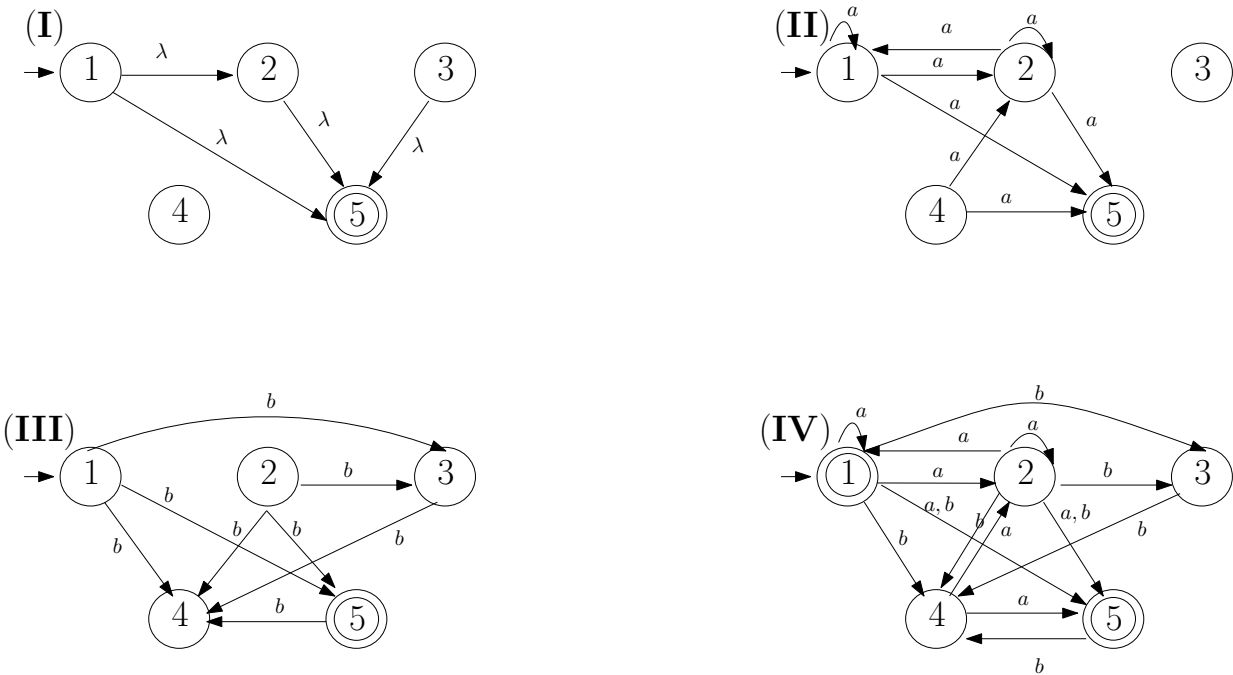 (I)
λ
1 2 3
λ
λ λ
4 5
(II)
a a a
1 a 2 3
a a
a
4 a 5
(III)
b
1 2 b 3
b
b b b b
4 b 5
(IV)
b
a a a
1 a 2 b 3
a, b b a, b
b a b
4 a 5
b